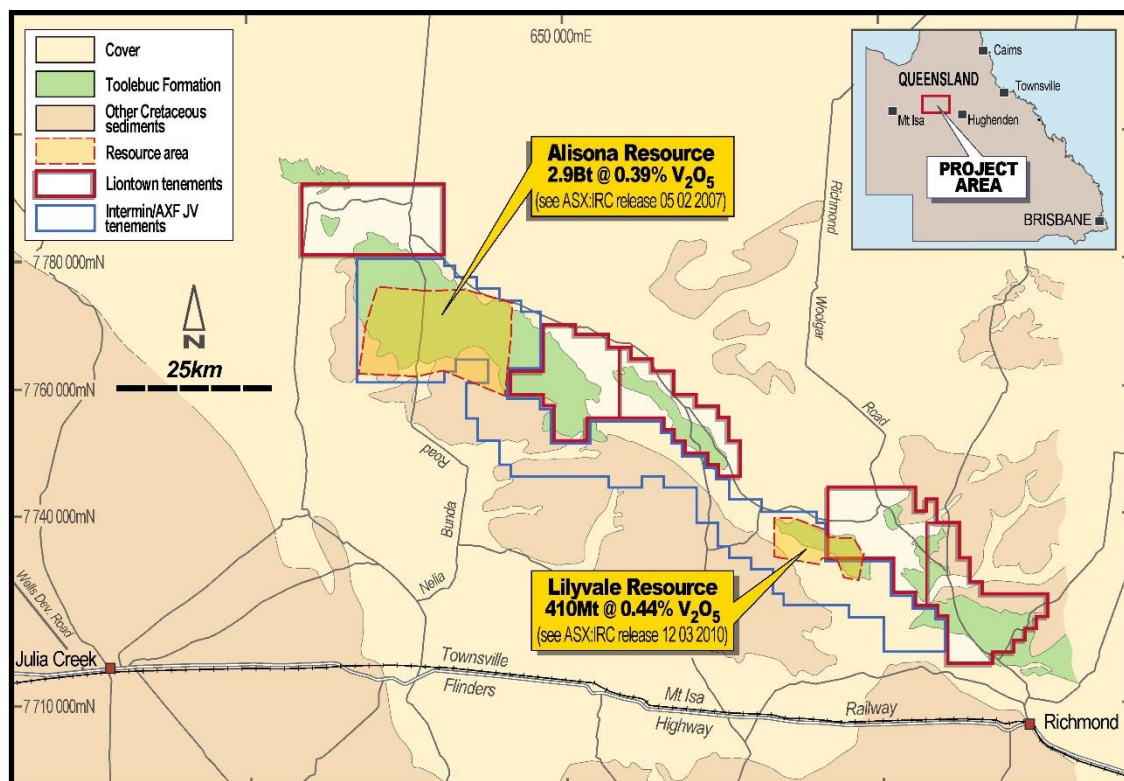 Cover
Toolebuc Formation
Other Cretaceous
sediments
Resource area
Liontown tenements
Intermin/AXF JV
tenements
650 000mE
Cairns
QUEENSLAND
Townsville
Mt Isa
Hughenden
PROJECT
AREA
BRISBANE
Alisona Resource
2.9Bt @ 0.39% V₂O₅
(see ASX:IRC release 05 02 2007)
Richmond
Woolgar
Road
7 780 000mN
N
25km
7 760 000mN
Road
Bunda
Nelia
7 740 000mN
Lilyvale Resource
410Mt @ 0.44% V₂O₅
(see ASX:IRC release 12 03 2010)
Wells Dev. Road
Julia Creek
Townsville
Flinders
Mt Isa
Highway
Railway
Richmond
7 710 000mN